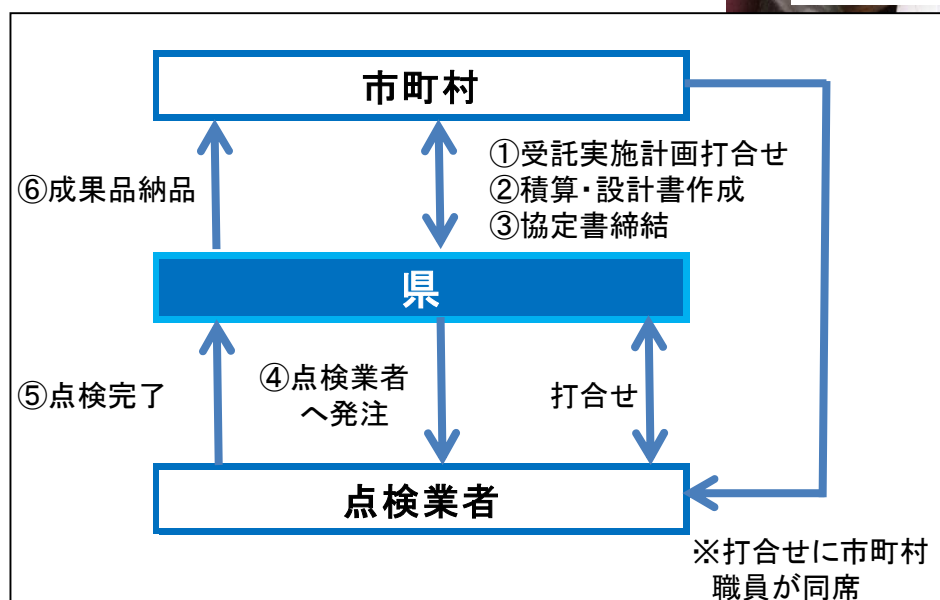 市町村
①受託実施計画打合せ
②積算・設計書作成
③協定書締結
⑥成果品納品
県
④点検業者
へ発注
打合せ
⑤点検完了
点検業者
※打合せに市町村
職員が同席